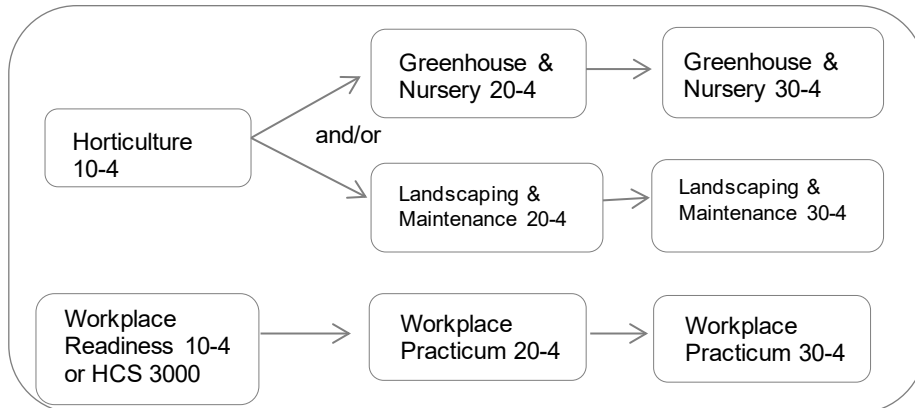 Greenhouse &
Nursery 20-4
Greenhouse &
Nursery 30-4
Horticulture
10-4
and/or
Landscaping &
Maintenance 20-4
Landscaping &
Maintenance 30-4
Workplace
Readiness 10-4
or HCS 3000
Workplace
Practicum 20-4
Workplace
Practicum 30-4